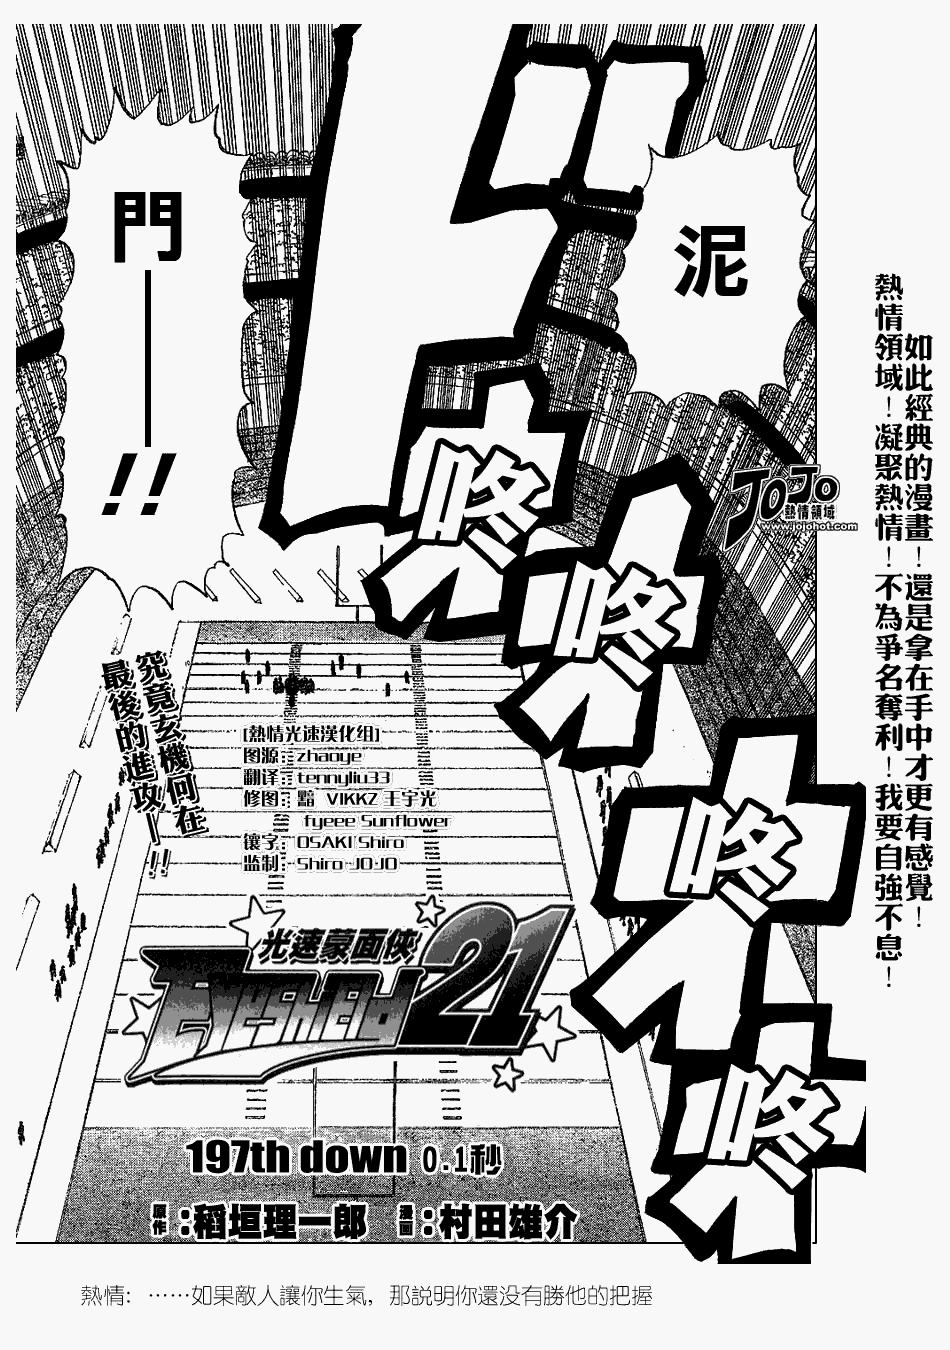 泥
門——!!
ド
咚
咚
咚
咚
JOJO
熱情領域
www.jojohot.com
如此經典的漫畫！還是拿在手中才更有感覺！
熱情領域！凝聚熱情！不為爭名奪利！我要自強不息！
究竟玄機何在
最後的進攻—!!
[熱情光速漢化组]
图源：zhaoye
翻译：tennyliu33
修图：黯 VIKKZ 王宇光
fyeee Sunflower
镶字：OSAKI Shiro
监制：Shiro JOJO
光速蒙面俠
EYESHIELD 21
197th down 0.1秒
原作：稻垣理一郎 漫画：村田雄介
熱情：……如果敵人讓你生氣，那説明你還没有勝他的把握